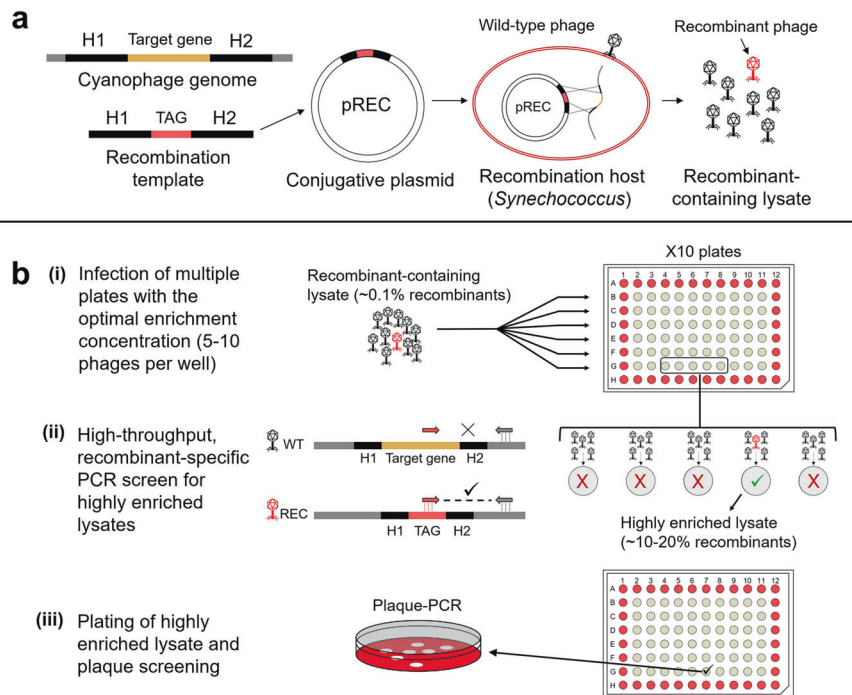 a
H1 Target gene H2
Cyanophage genome
H1 TAG H2
Recombination
template
pREC
Conjugative plasmid
Wild-type phage
pREC
Recombination host
(Synechococcus)
Recombinant phage
Recombinant-
containing lysate
b
(i) Infection of multiple
plates with the
optimal enrichment
concentration (5-10
phages per well)
Recombinant-containing
lysate (~0.1% recombinants)
X10 plates
1 2 3 4 5 6 7 8 9 10 11 12
A
B
C
D
E
F
G
H
(ii) High-throughput,
recombinant-specific
PCR screen for
highly enriched
lysates
WT
H1 Target gene H2
REC
H1 TAG H2
X X X ✓ X
Highly enriched lysate
(~10-20% recombinants)
(iii) Plating of highly
enriched lysate and
plaque screening
Plaque-PCR
1 2 3 4 5 6 7 8 9 10 11 12
A
B
C
D
E
F
G
H